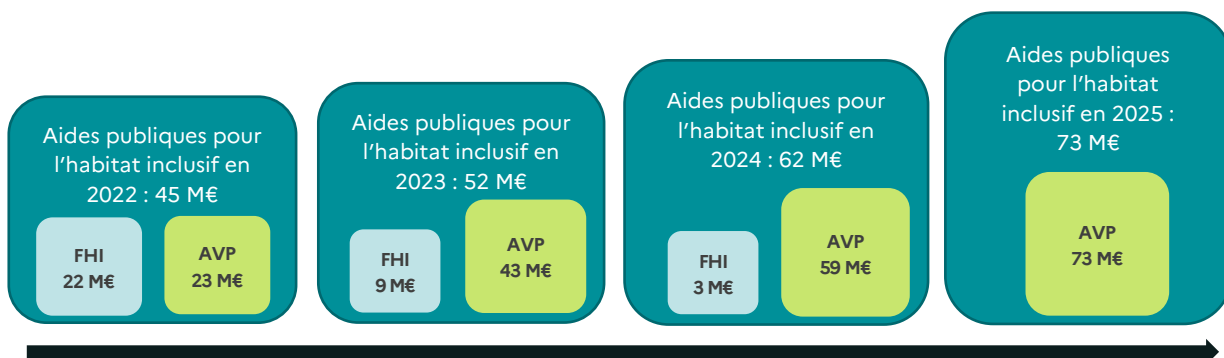 Aides publiques pour
l’habitat inclusif en
2022 : 45 M€
FHI
22 M€
AVP
23 M€
Aides publiques pour
l’habitat inclusif en
2023 : 52 M€
FHI
9 M€
AVP
43 M€
Aides publiques pour
l’habitat inclusif en
2024 : 62 M€
FHI
3 M€
AVP
59 M€
Aides publiques
pour l’habitat
inclusif en 2025 :
73 M€
AVP
73 M€